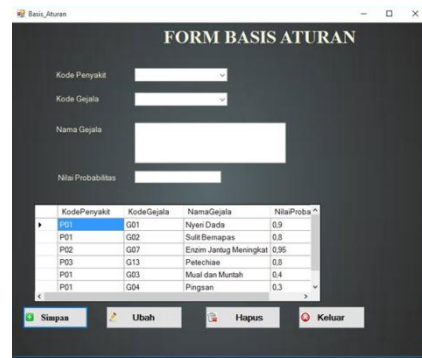 Basis_Aturan
FORM BASIS ATURAN
Kode Penyakit
Kode Gejala
Nama Gejala
Nilai Probabilitas
KodePenyakit KodeGejala NamaGejala NilaiProba
P01 G01 Nyeri Dada 0,9
P01 G02 Sulit Bernapas 0,8
P02 G07 Enzim Jantug Meningkat 0,95
P03 G13 Petechiae 0,8
P01 G03 Mual dan Muntah 0,4
P01 G04 Pingsan 0,3
Simpan Ubah Hapus Keluar